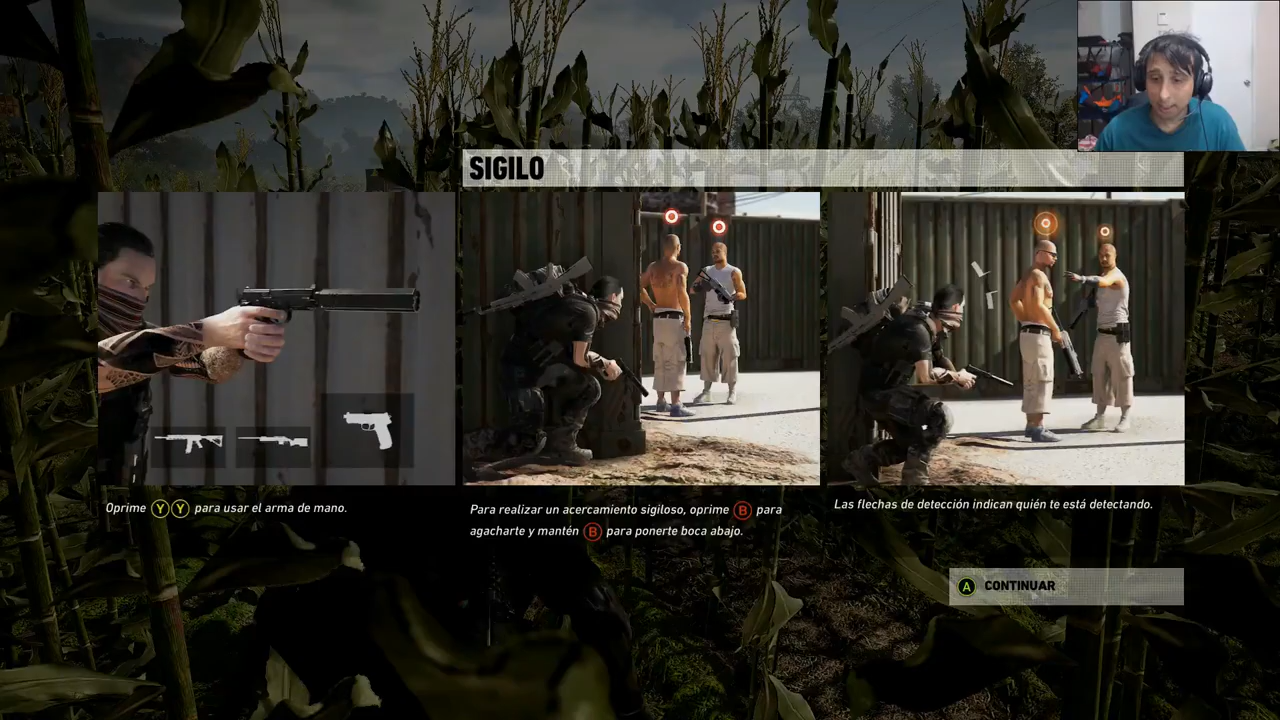 SIGILO
Oprime Y Y para usar el arma de mano.
Para realizar un acercamiento sigiloso, oprime B para
agacharte y mantén B para ponerte boca abajo.
Las flechas de detección indican quién te está detectando.
A CONTINUAR